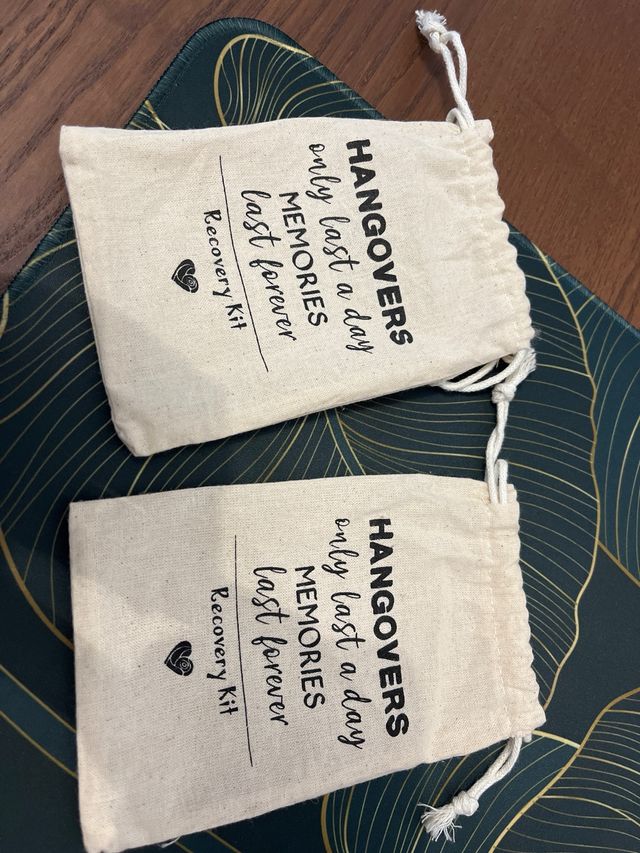 HANGOVERS
only last a day
MEMORIES
last forever
Recovery Kit
HANGOVERS
only last a day
MEMORIES
last forever
Recovery Kit